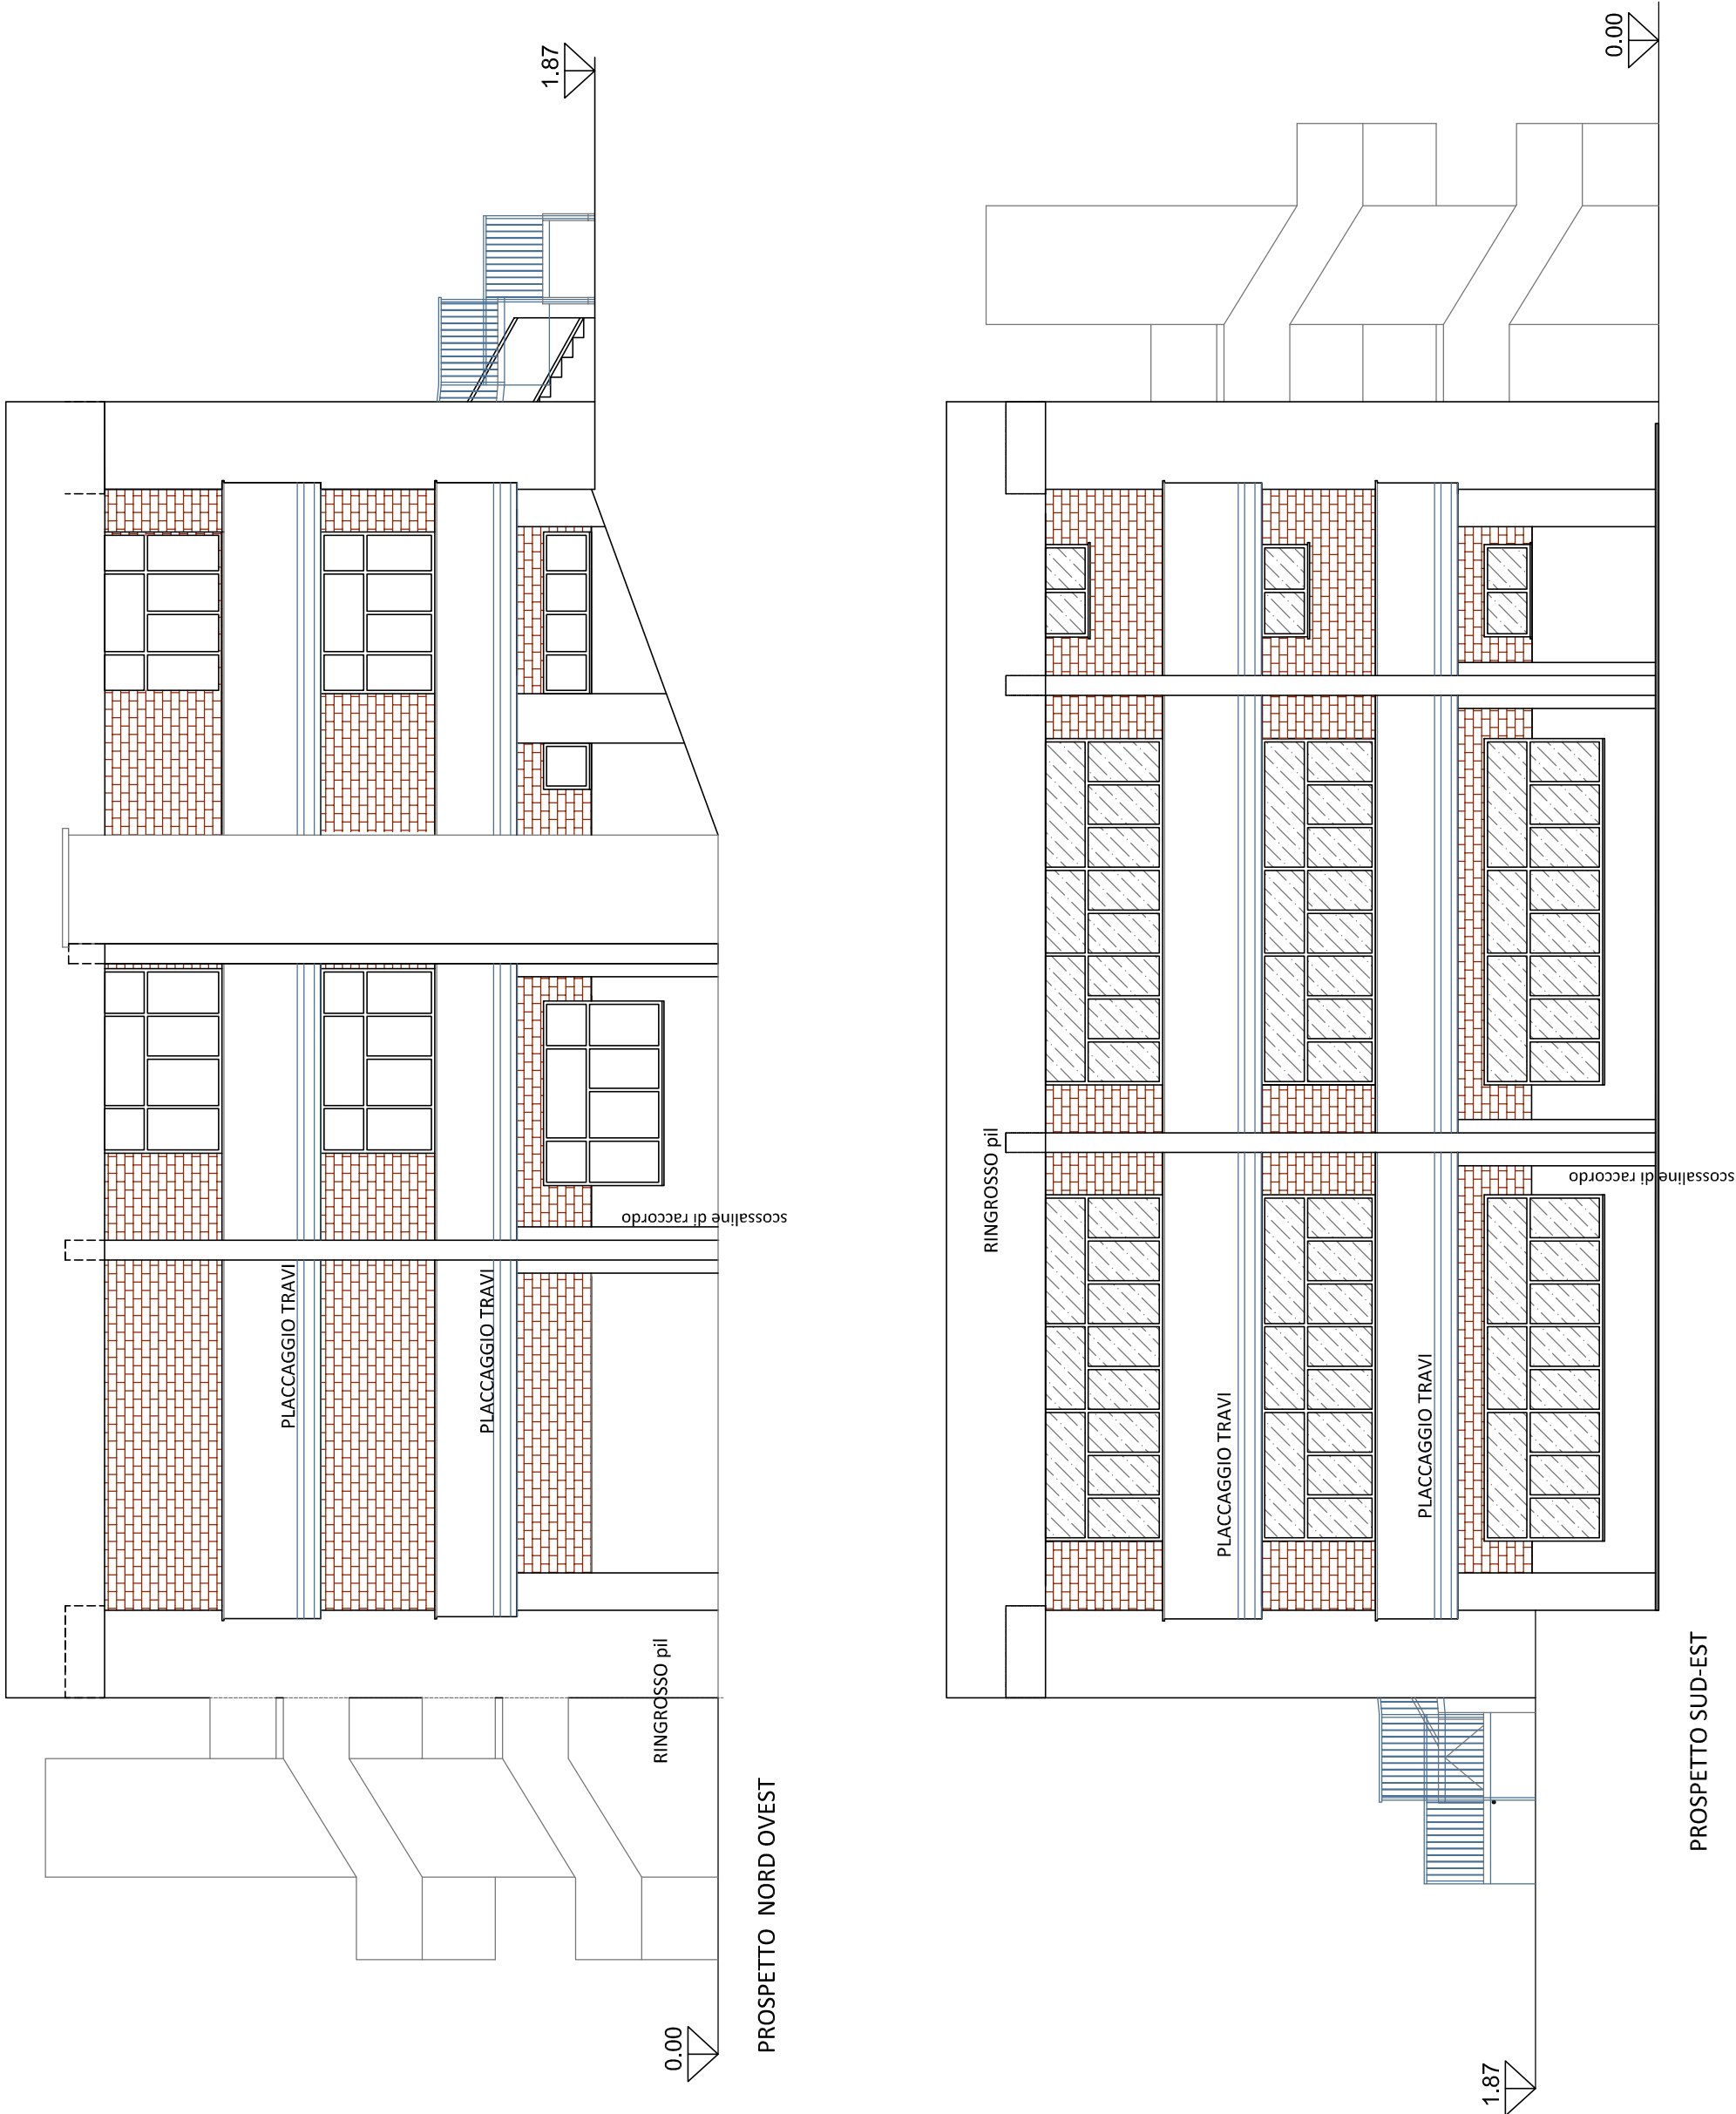 1.87
PLACCAGGIO TRAVI
PLACCAGGIO TRAVI
scossaline di raccordo
RINGROSSO pil
0.00
PROSPETTO NORD OVEST
0.00
RINGROSSO pil
scossaline di raccordo
PLACCAGGIO TRAVI
PLACCAGGIO TRAVI
1.87
PROSPETTO SUD-EST